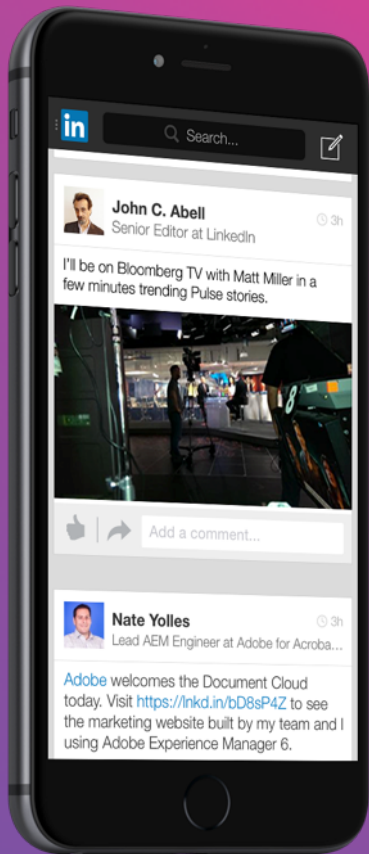 in
Search...
John C. Abell
3h
Senior Editor at LinkedIn
I'll be on Bloomberg TV with Matt Miller in a
few minutes trending Pulse stories.
8
Add a comment...
Nate Yolles
3h
Lead AEM Engineer at Adobe for Acroba...
Adobe welcomes the Document Cloud
today. Visit https://lnkd.in/bD8sP4Z to see
the marketing website built by my team and I
using Adobe Experience Manager 6.